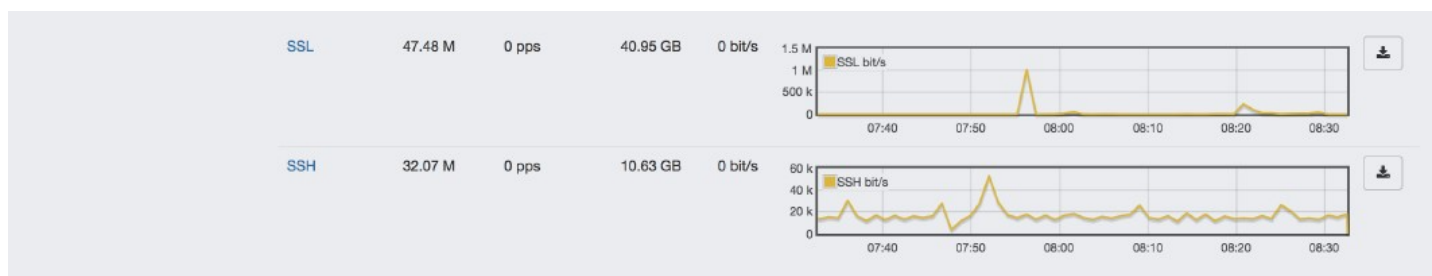 SSL 47.48 M 0 pps 40.95 GB 0 bit/s
1.5 M
1 M
500 k
0
SSL bit/s
07:40 07:50 08:00 08:10 08:20 08:30
SSH 32.07 M 0 pps 10.63 GB 0 bit/s
60 k
40 k
20 k
0
SSH bit/s
07:40 07:50 08:00 08:10 08:20 08:30